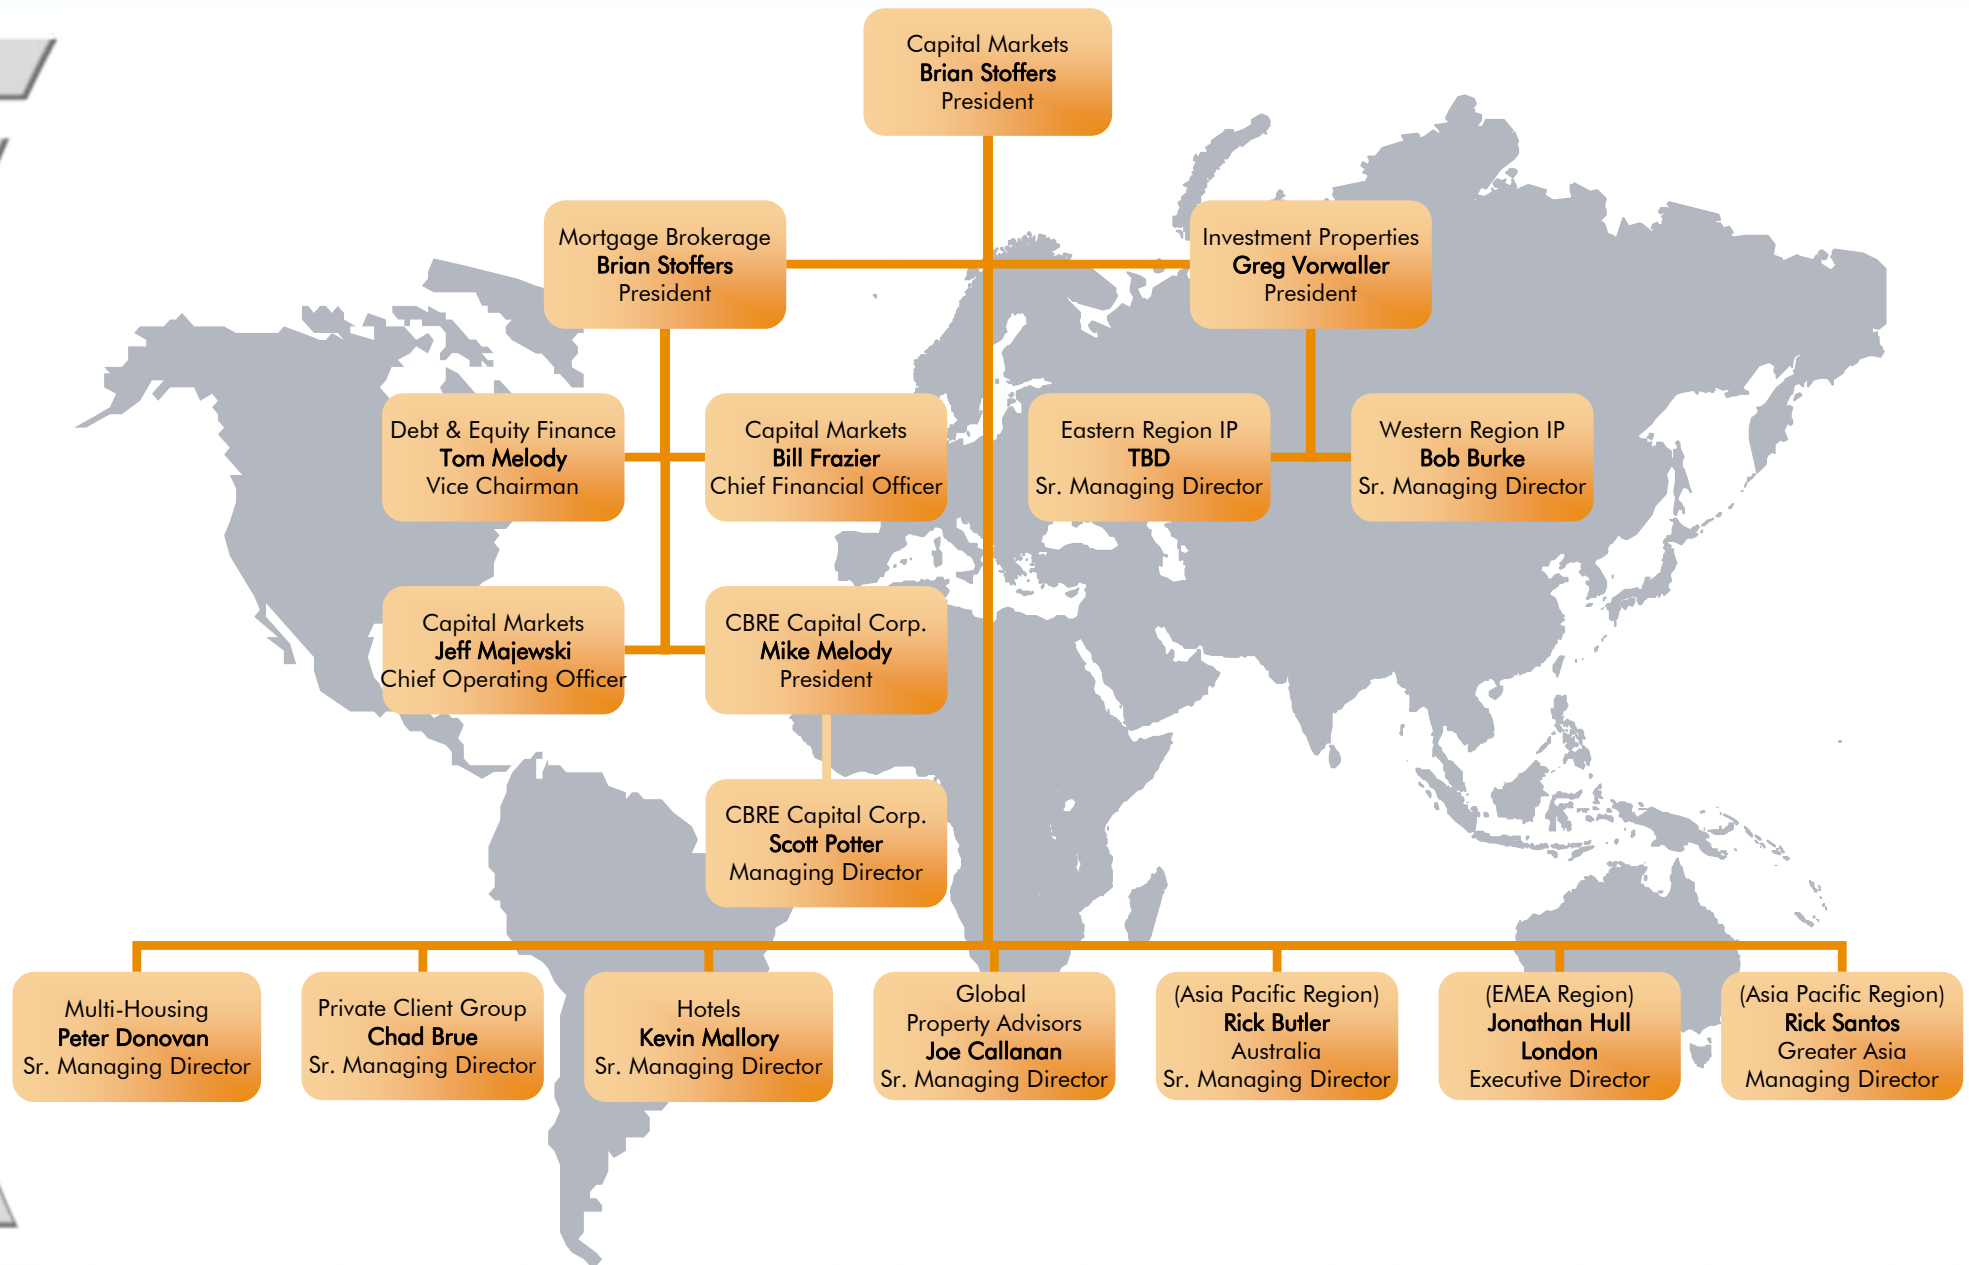 Capital Markets
Brian Stoffers
President
Mortgage Brokerage
Brian Stoffers
President
Investment Properties
Greg Vorwaller
President
Debt & Equity Finance
Tom Melody
Vice Chairman
Capital Markets
Bill Frazier
Chief Financial Officer
Eastern Region IP
TBD
Sr. Managing Director
Western Region IP
Bob Burke
Sr. Managing Director
Capital Markets
Jeff Majewski
Chief Operating Officer
CBRE Capital Corp.
Mike Melody
President
CBRE Capital Corp.
Scott Potter
Managing Director
Multi-Housing
Peter Donovan
Sr. Managing Director
Private Client Group
Chad Brue
Sr. Managing Director
Hotels
Kevin Mallory
Sr. Managing Director
Global
Property Advisors
Joe Callanan
Sr. Managing Director
(Asia Pacific Region)
Rick Butler
Australia
Sr. Managing Director
(EMEA Region)
Jonathan Hull
London
Executive Director
(Asia Pacific Region)
Rick Santos
Greater Asia
Managing Director